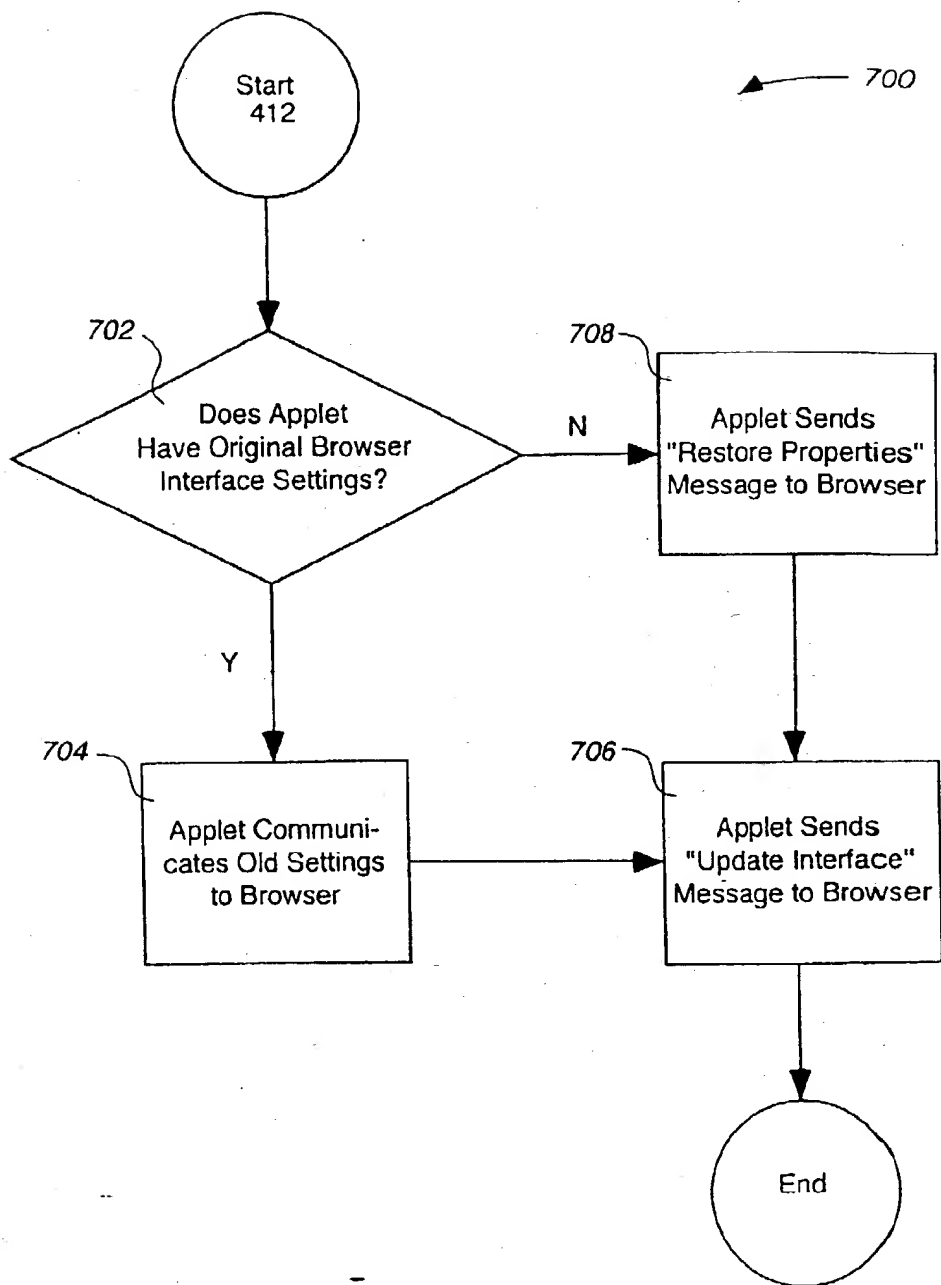 Start
412
700
702
Does Applet
Have Original Browser
Interface Settings?
N
708
Applet Sends
"Restore Properties"
Message to Browser
Y
704
Applet Communi-
cates Old Settings
to Browser
706
Applet Sends
"Update Interface"
Message to Browser
End